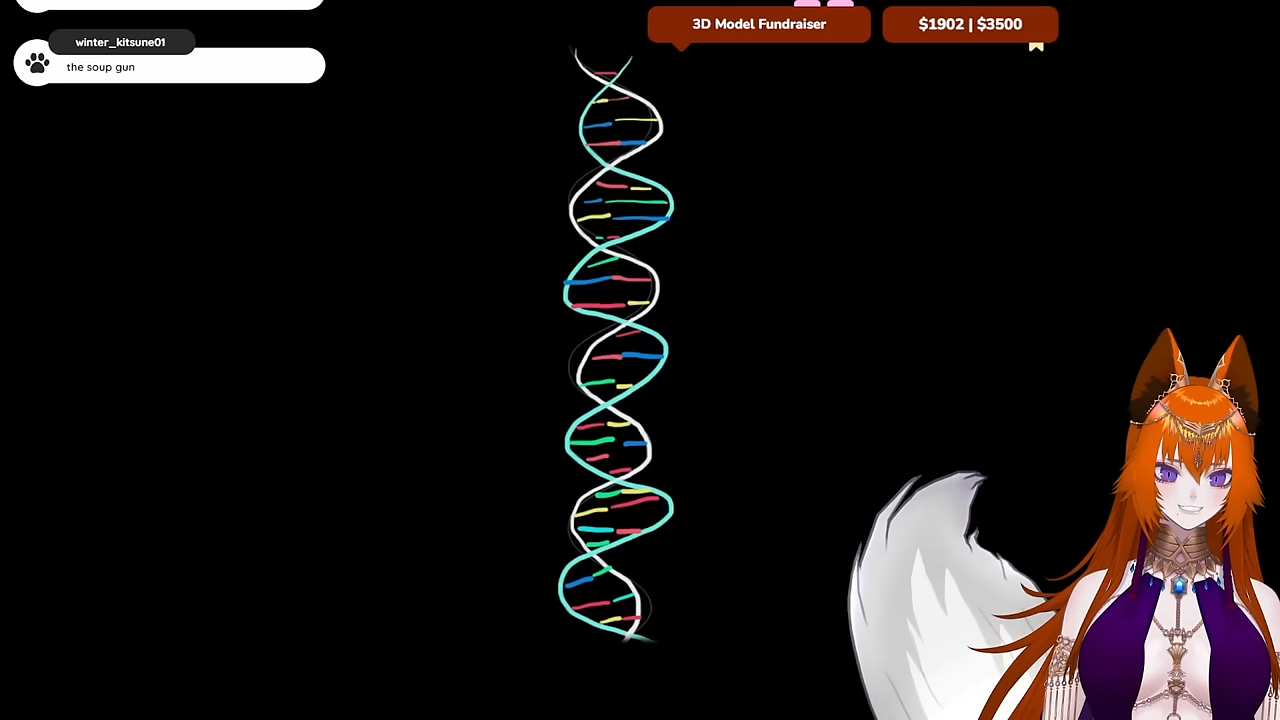 winter_kitsune01
the soup gun
3D Model Fundraiser
$1902 | $3500